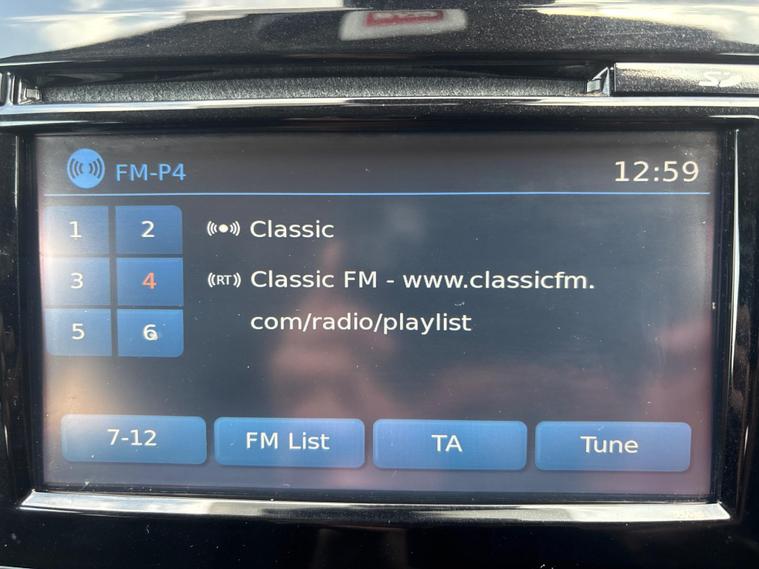 FM-P4 12:59
1 2 Classic
3 4 RT Classic FM - www.classicfm.
com/radio/playlist
5 6
7-12 FM List TA Tune